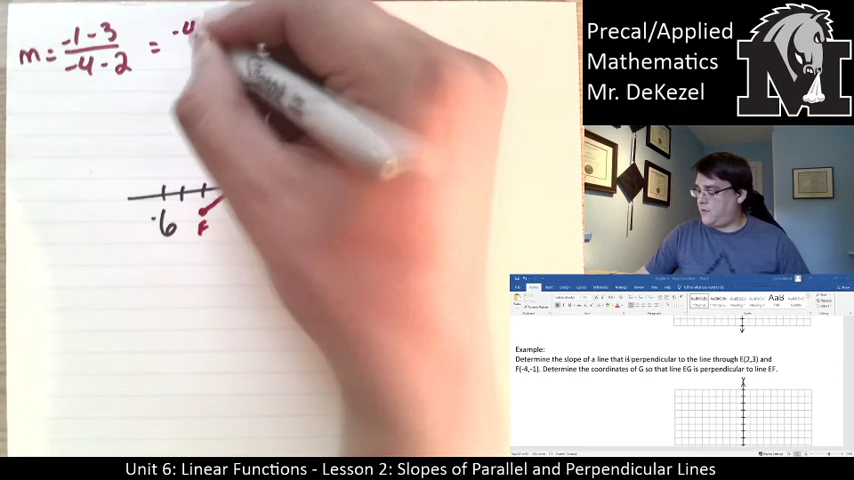 m = -1 - 3 / -4 - 2 = -4
-6
F
Precal/Applied
Mathematics
Mr. DeKezel
Example:
Determine the slope of a line that is perpendicular to the line through E(2,3) and
F(-4,-1). Determine the coordinates of G so that line EG is perpendicular to line EF.
Unit 6: Linear Functions - Lesson 2: Slopes of Parallel and Perpendicular Lines